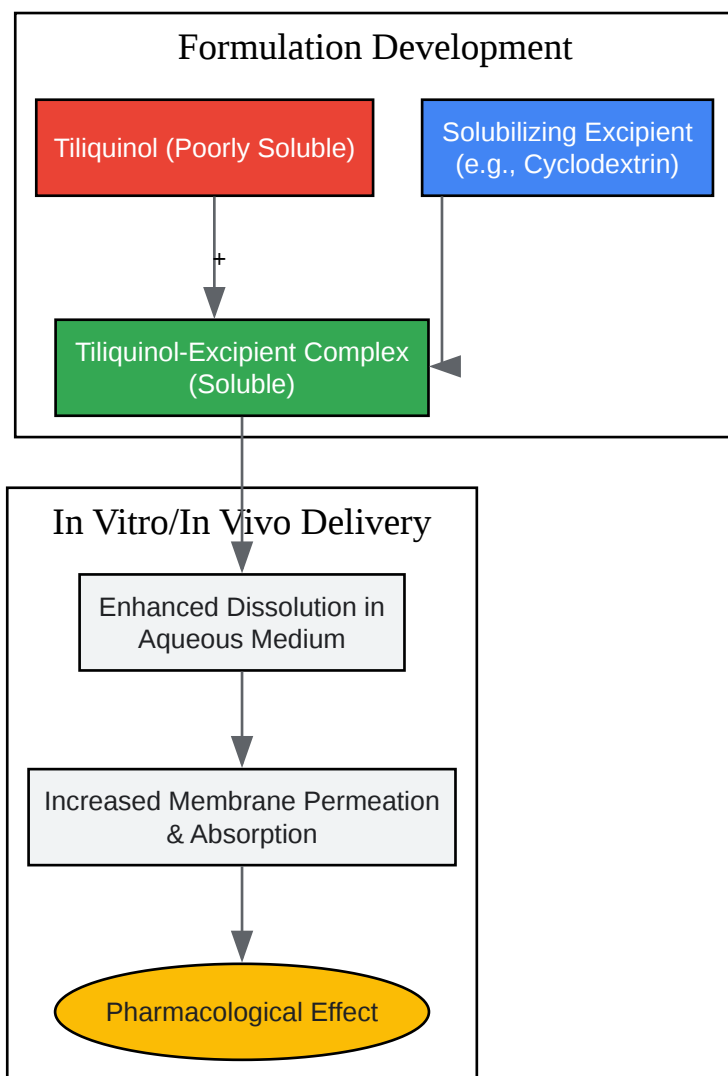 Formulation Development
Tiliquinol (Poorly Soluble)
Solubilizing Excipient
(e.g., Cyclodextrin)
+
Tiliquinol-Excipient Complex
(Soluble)
In Vitro/In Vivo Delivery
Enhanced Dissolution in
Aqueous Medium
Increased Membrane Permeation
& Absorption
Pharmacological Effect